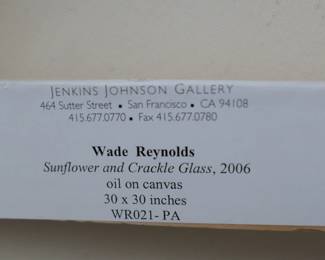 JENKINS JOHNSON GALLERY
464 Sutter Street • San Francisco • CA 94108
415.677.0770 • Fax 415.677.0780
Wade Reynolds
Sunflower and Crackle Glass, 2006
oil on canvas
30 x 30 inches
WR021- PA